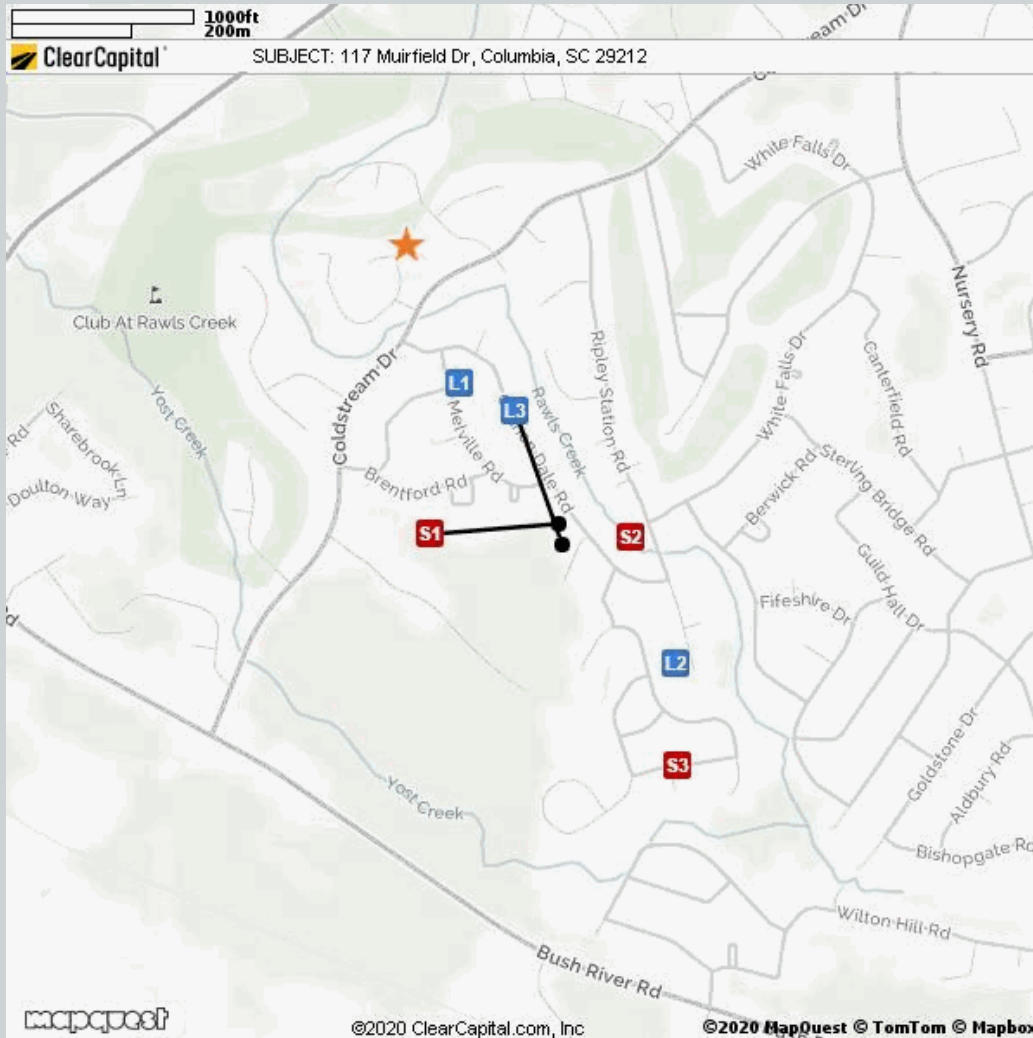 1000ft
200m
ClearCapital
SUBJECT: 117 Muirfield Dr, Columbia, SC 29212
White Falls Dr
Nursery Rd
Club At Rawls Creek
Coldstream Dr
Ripley Station Rd
L1
L3
Rawls Creek
White Falls Dr
Canterfield Rd
Yost Creek
Sharebrook Ln
Rd
Doulton Way
Melville Rd
Dale Rd
Brentford Rd
Berwick Rd
Sterling Bridge Rd
S1
S2
Guild Hall Dr
Fifeshire Dr
L2
S3
Goldstone Dr
Aldbury Rd
Yost Creek
Bishopgate Rd
Wilton Hill Rd
Bush River Rd
mapquest
©2020 ClearCapital.com, Inc
©2020 MapQuest © TomTom © Mapbox